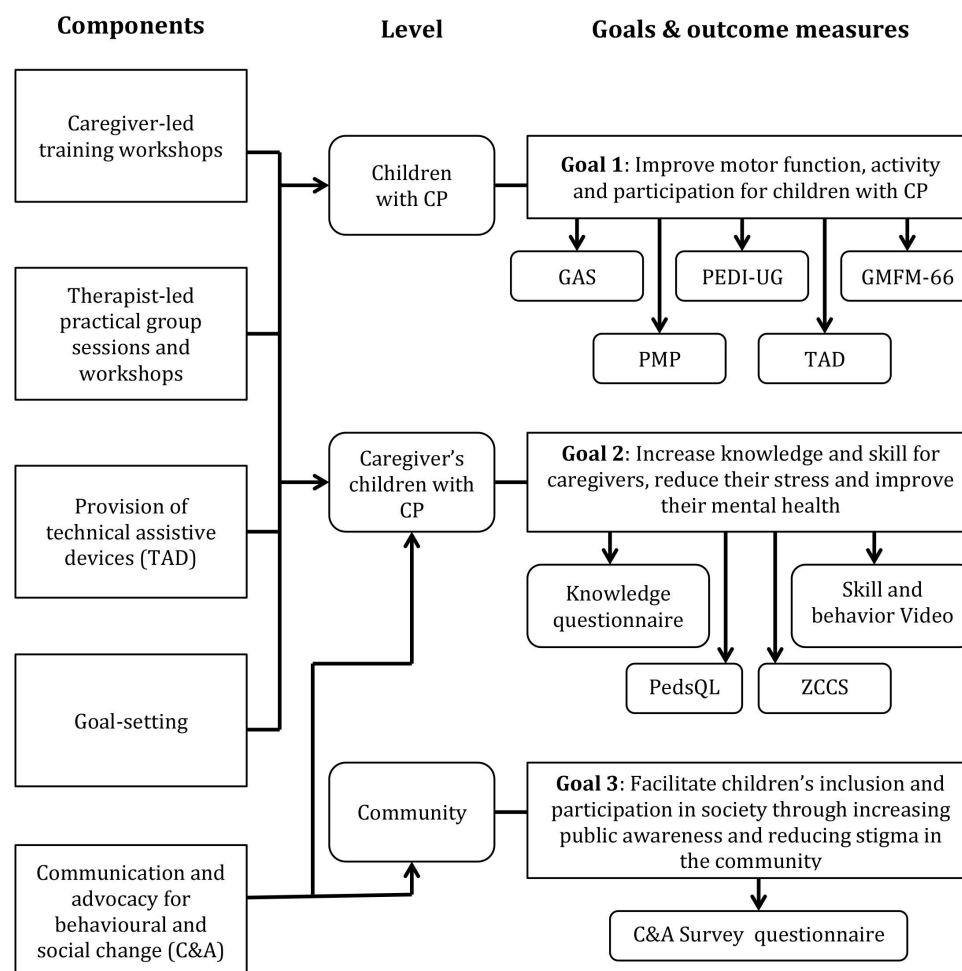 Components
Level
Goals & outcome measures
Caregiver-led
training workshops
Therapist-led
practical group
sessions and
workshops
Provision of
technical assistive
devices (TAD)
Goal-setting
Communication and
advocacy for
behavioural and
social change (C&A)
Children
with CP
Caregiver’s
children with
CP
Community
Goal 1: Improve motor function, activity
and participation for children with CP
GAS
PEDI-UG
GMFM-66
PMP
TAD
Goal 2: Increase knowledge and skill for
caregivers, reduce their stress and improve
their mental health
Knowledge
questionnaire
Skill and
behavior Video
PedsQL
ZCCS
Goal 3: Facilitate children’s inclusion and
participation in society through increasing
public awareness and reducing stigma in
the community
C&A Survey questionnaire